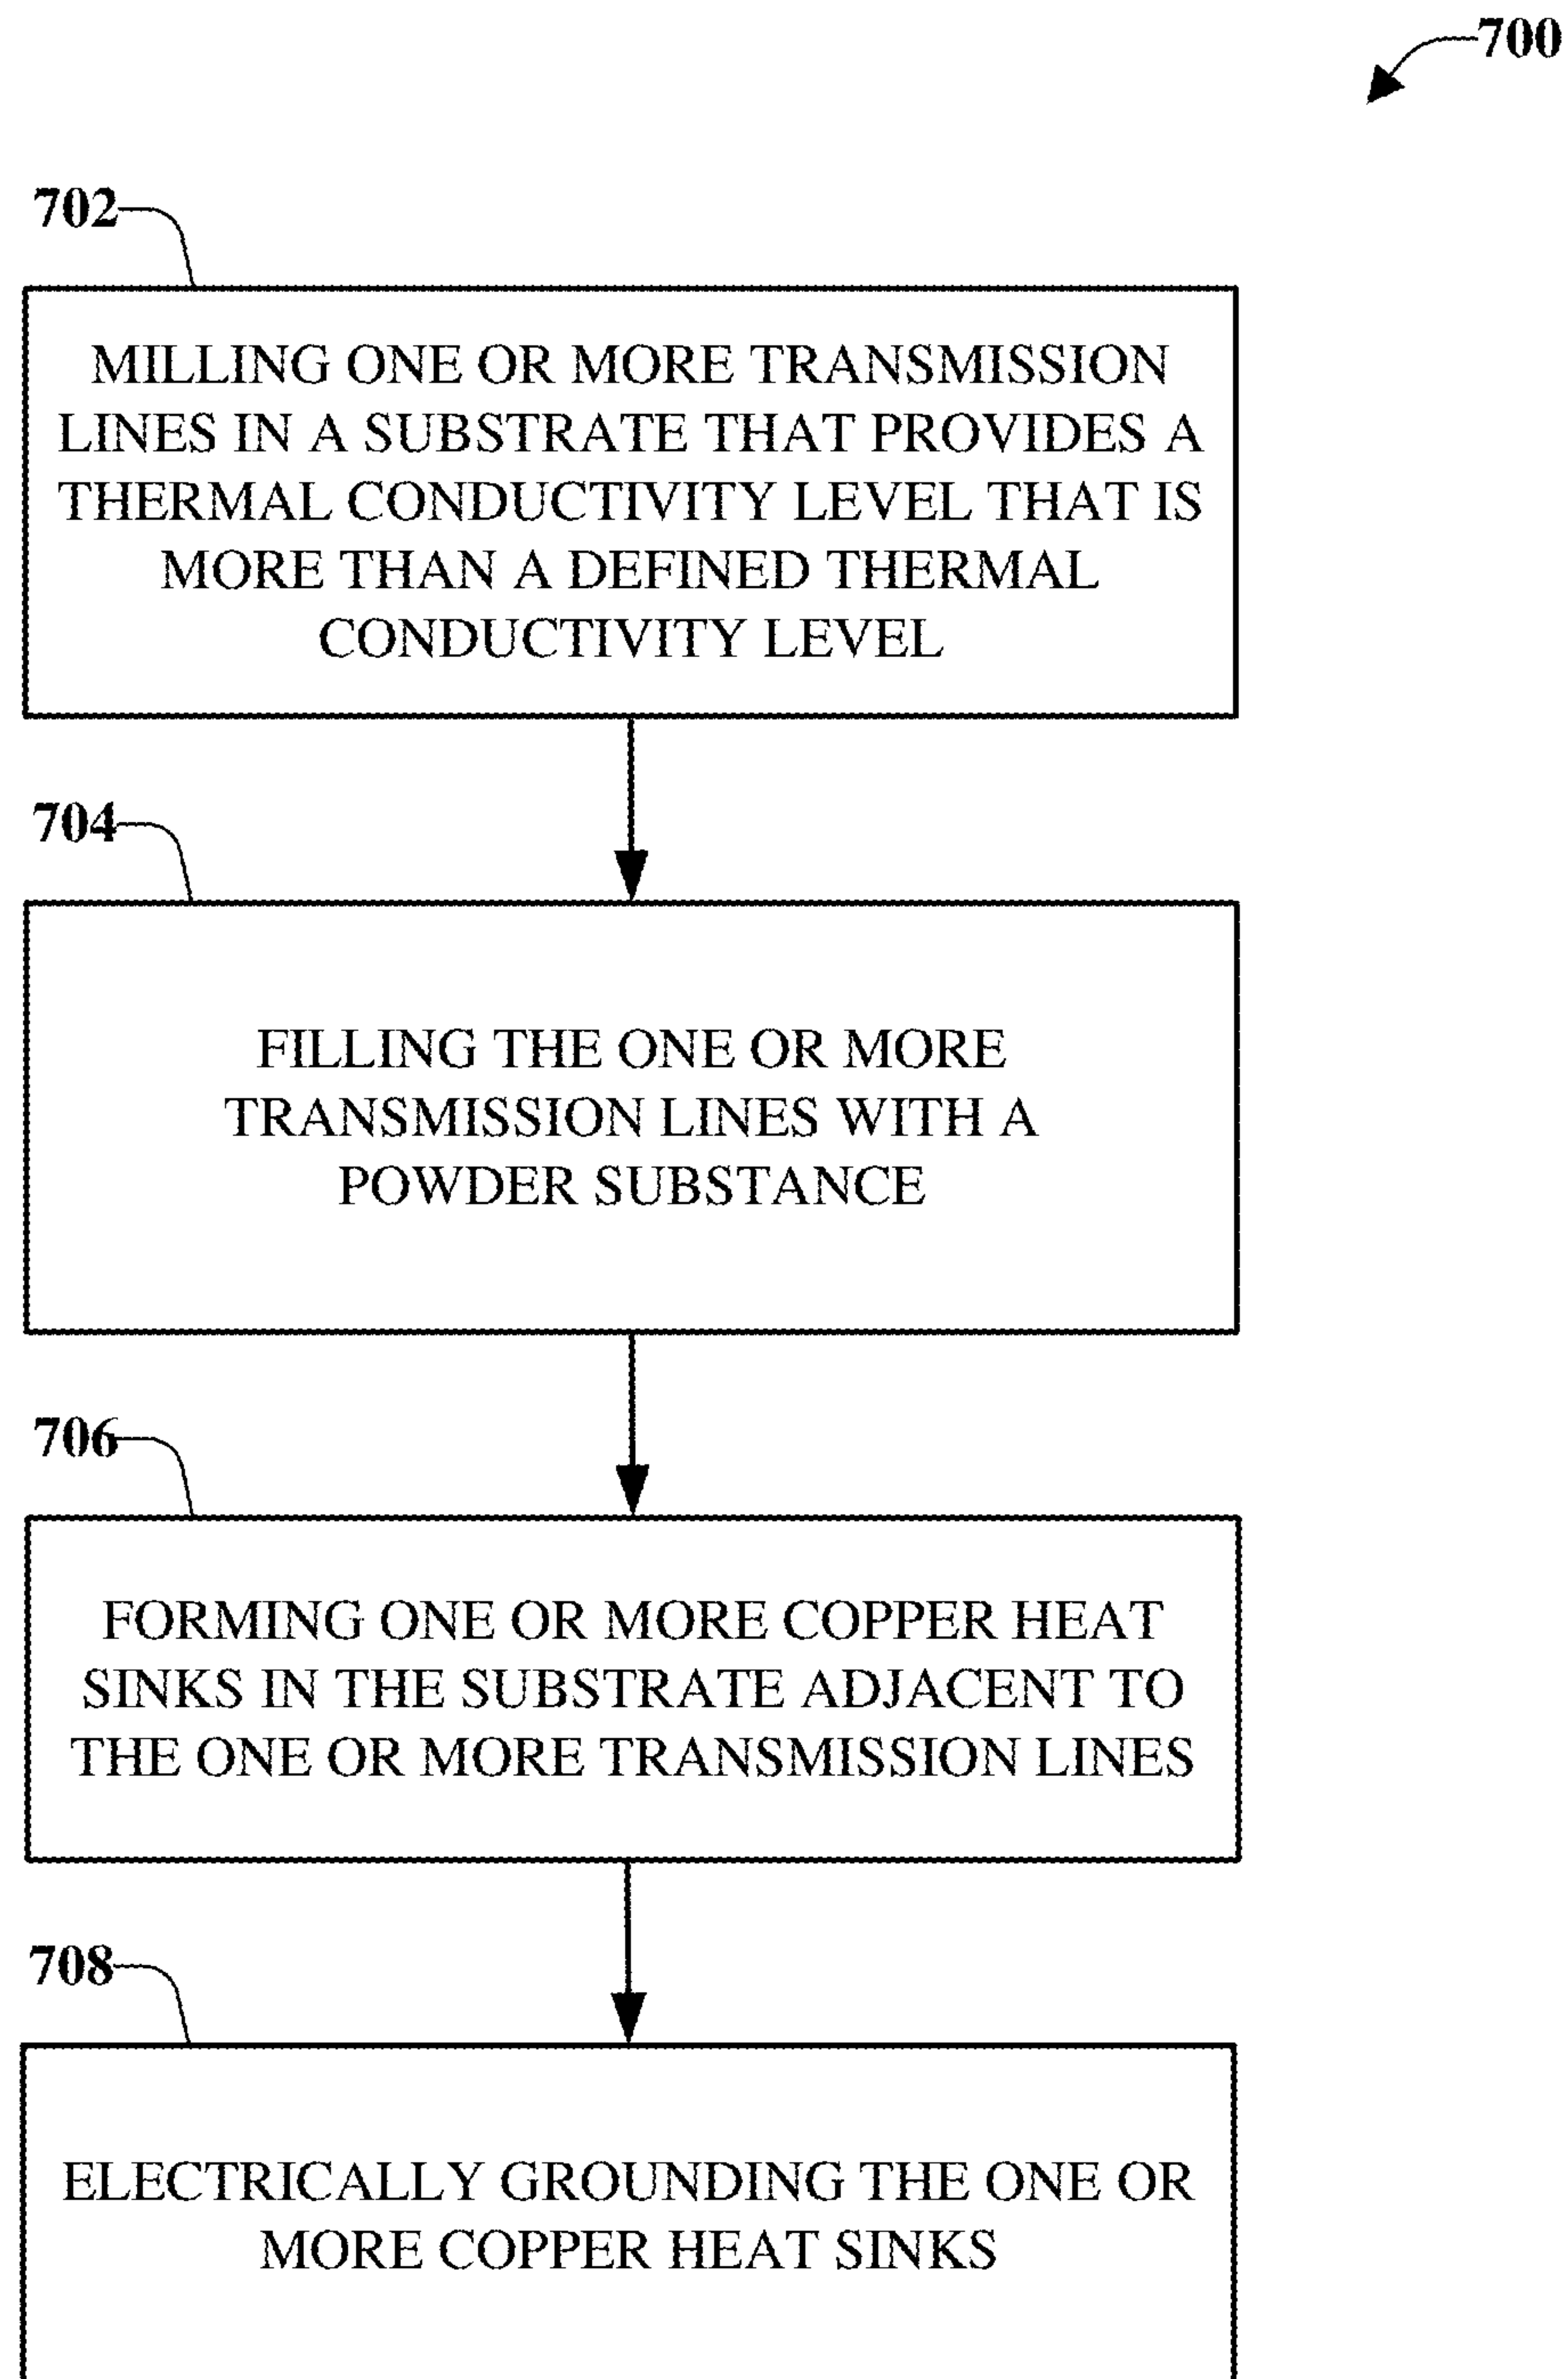 700
702
MILLING ONE OR MORE TRANSMISSION
LINES IN A SUBSTRATE THAT PROVIDES A
THERMAL CONDUCTIVITY LEVEL THAT IS
MORE THAN A DEFINED THERMAL
CONDUCTIVITY LEVEL
704
FILLING THE ONE OR MORE
TRANSMISSION LINES WITH A
POWDER SUBSTANCE
706
FORMING ONE OR MORE COPPER HEAT
SINKS IN THE SUBSTRATE ADJACENT TO
THE ONE OR MORE TRANSMISSION LINES
708
ELECTRICALLY GROUNDING THE ONE OR
MORE COPPER HEAT SINKS